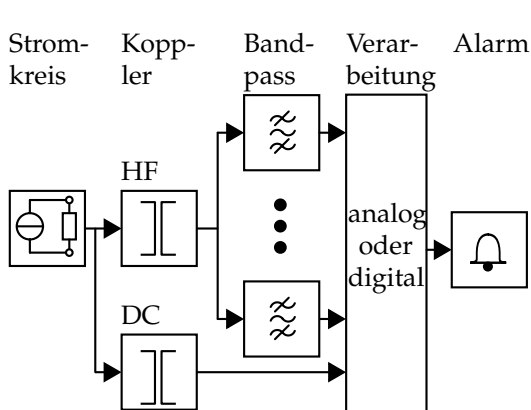 Strom-
kreis
Kopp-
ler
Band-
pass
Verar-
beitung
Alarm
HF
analog
oder
digital
DC